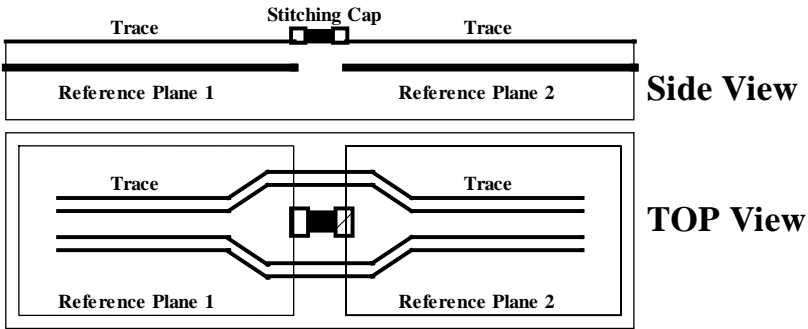 Stitching Cap
Trace Trace
Reference Plane 1 Reference Plane 2
Side View
Trace Trace
TOP View
Reference Plane 1 Reference Plane 2